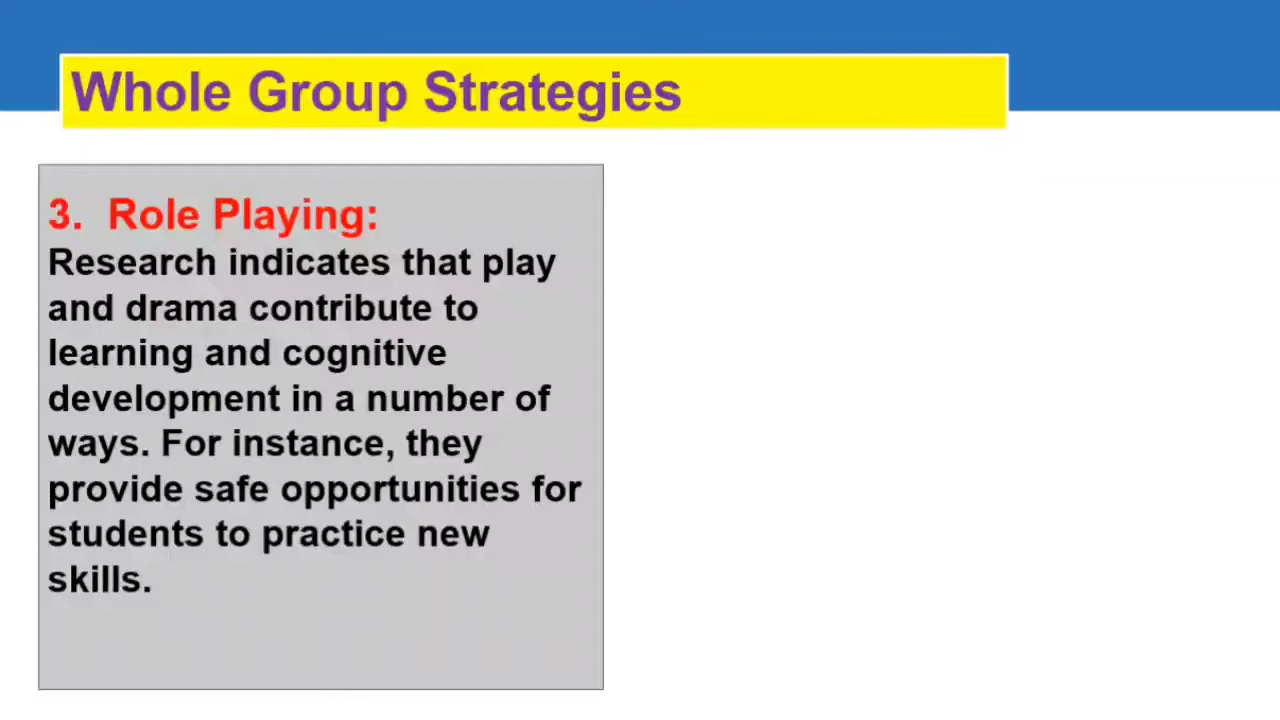 Whole Group Strategies
3. Role Playing:
Research indicates that play
and drama contribute to
learning and cognitive
development in a number of
ways. For instance, they
provide safe opportunities for
students to practice new
skills.